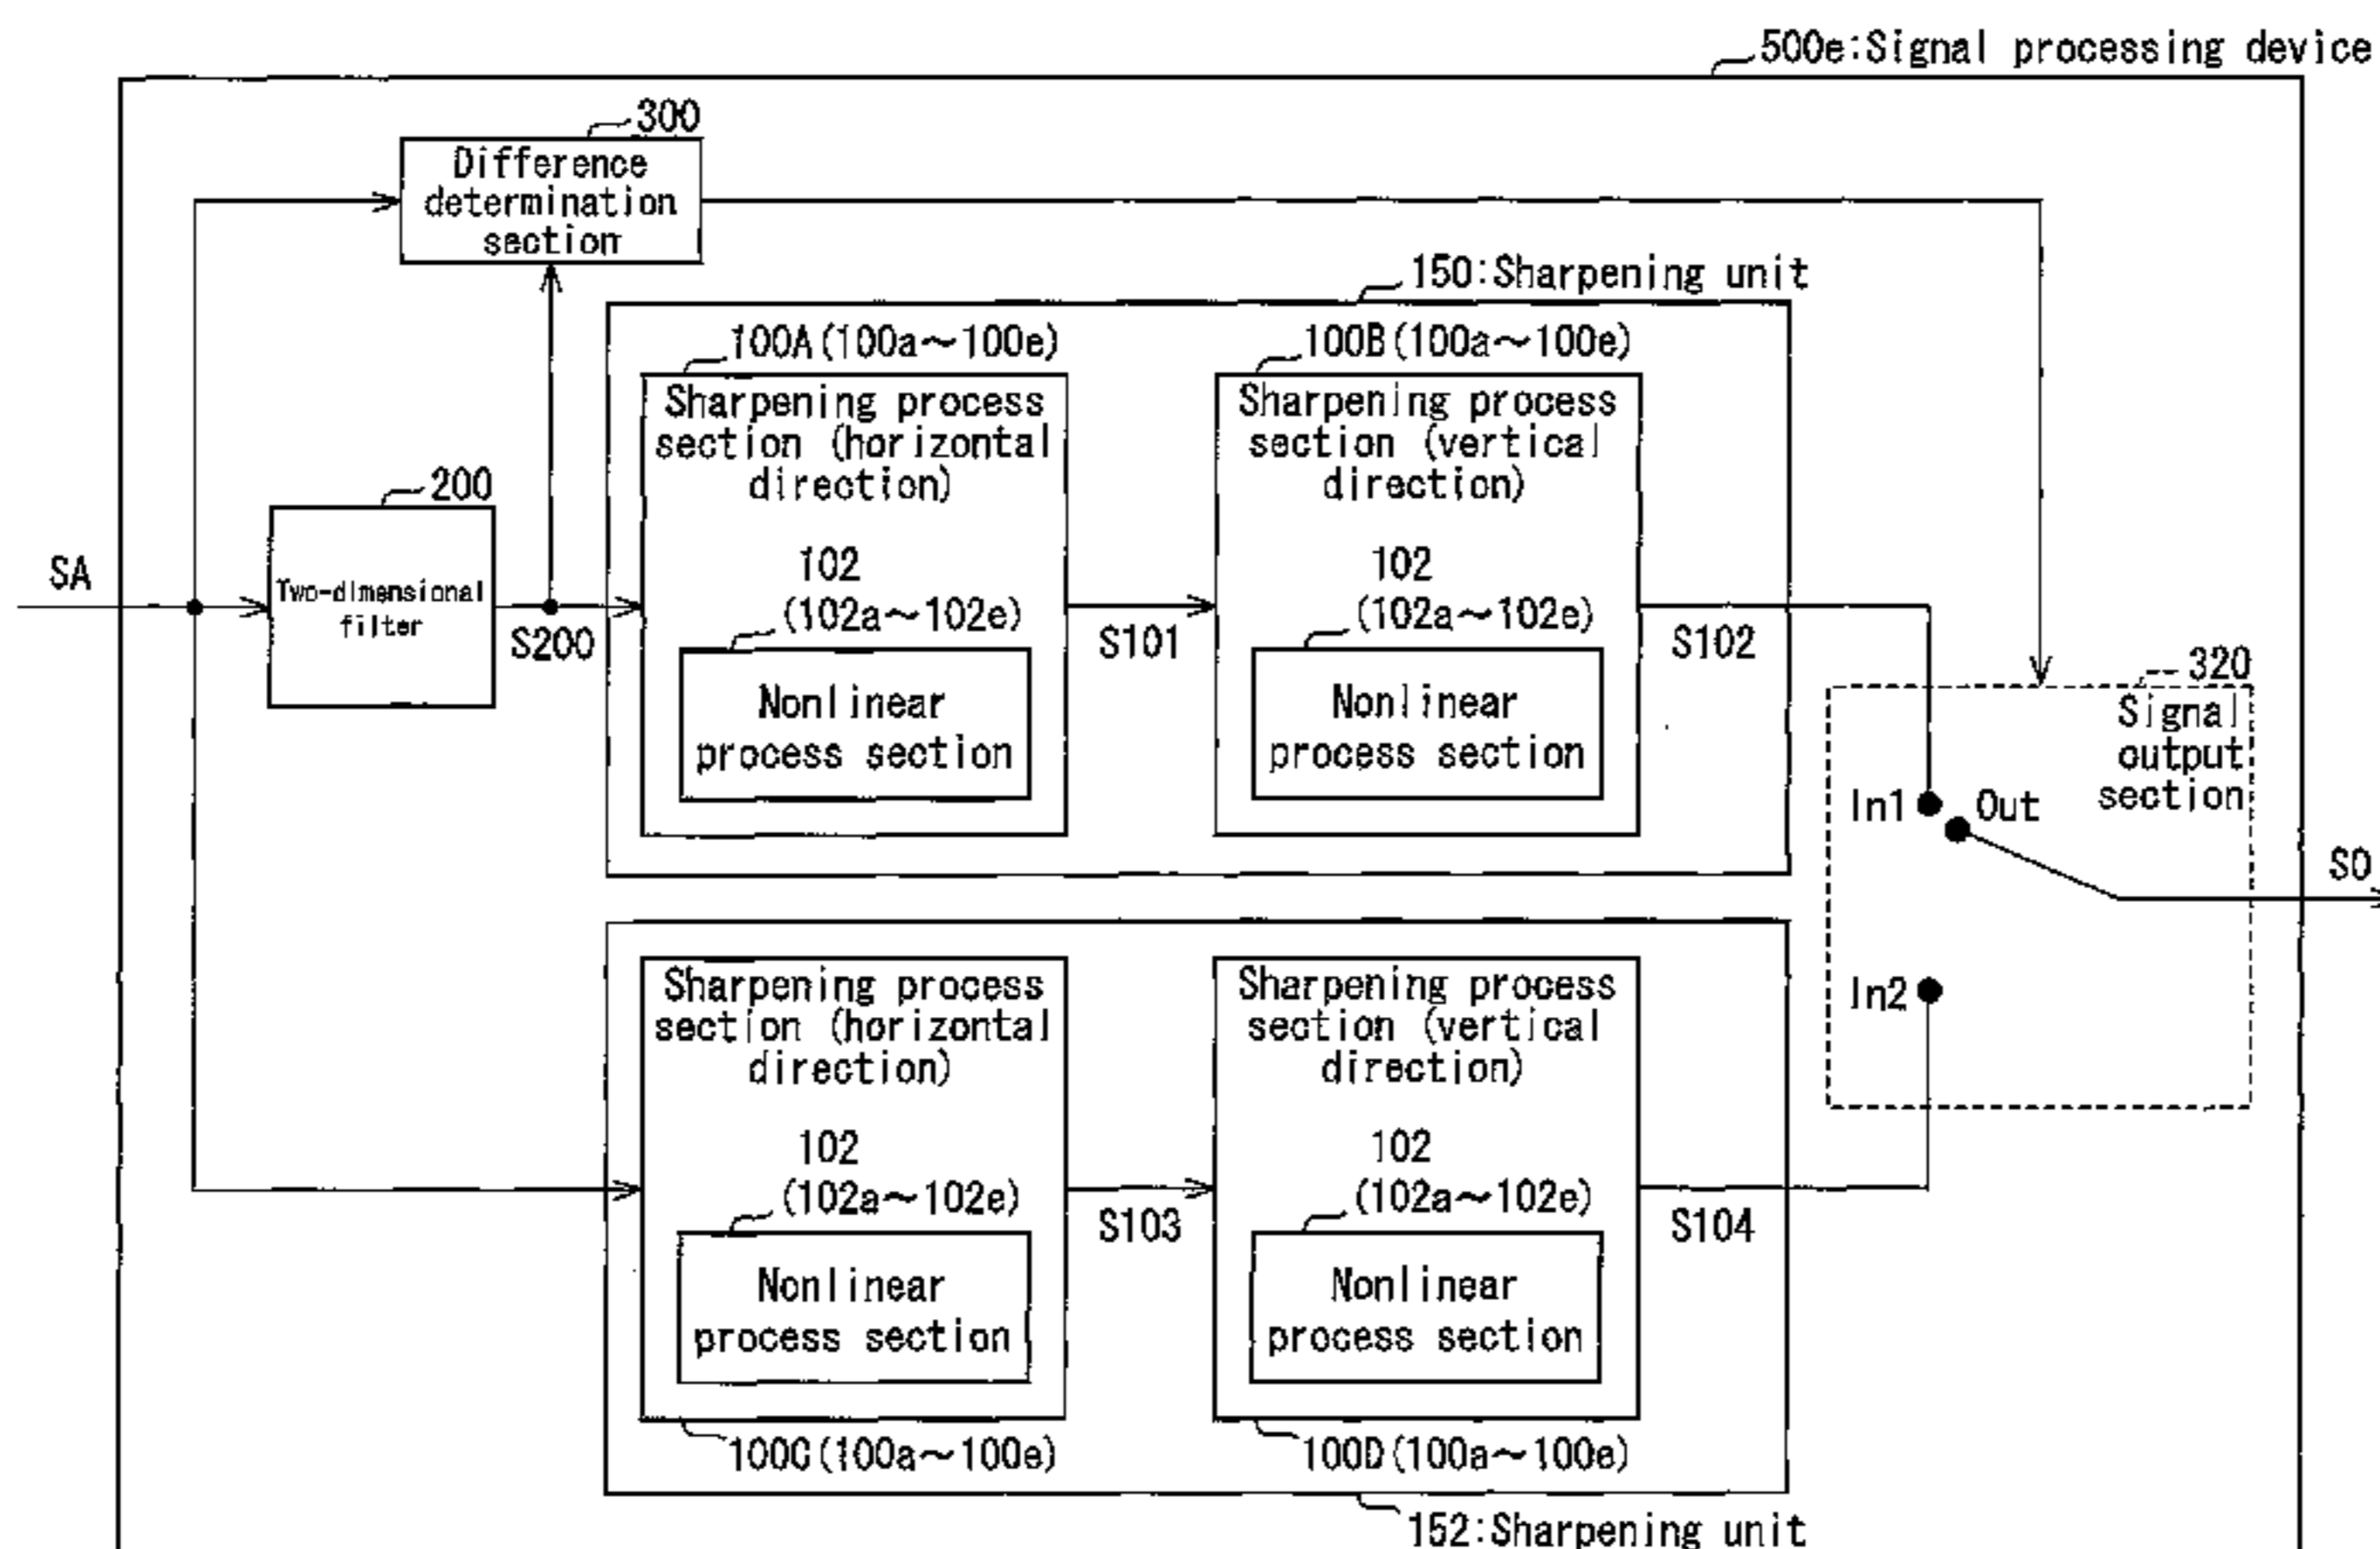 500e:Signal processing device
300
Difference
determination
section
150:Sharpening unit
100A(100a～100e)
Sharpening process
section (horizontal
direction)
102
(102a～102e)
Nonlinear
process section
100B(100a～100e)
Sharpening process
section (vertical
direction)
102
(102a～102e)
Nonlinear
process section
200
Two-dimensional
filter
SA
S200
S101
S102
320
Signal
output
section
In1
Out
In2
SO
Sharpening process
section (horizontal
direction)
102
(102a～102e)
Nonlinear
process section
100C(100a～100e)
S103
Sharpening process
section (vertical
direction)
102
(102a～102e)
Nonlinear
process section
100D(100a～100e)
S104
152:Sharpening unit